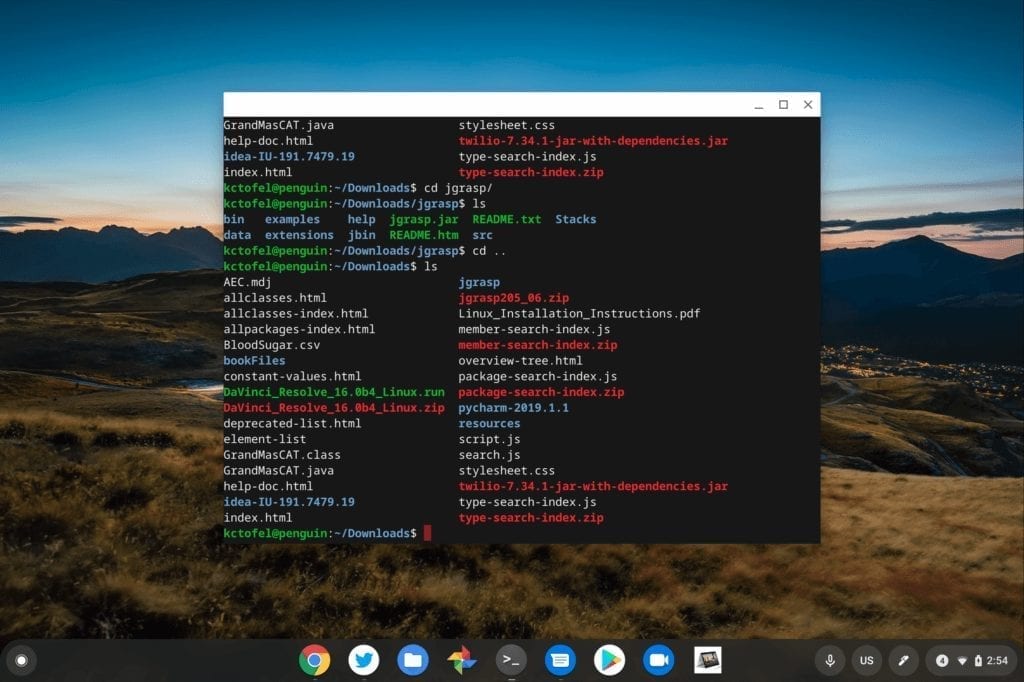 GrandMasCAT.java stylesheet.css
help-doc.html twilio-7.34.1-jar-with-dependencies.jar
idea-IU-191.7479.19 type-search-index.js
index.html type-search-index.zip
kctofel@penguin:~/Downloads$ cd jgrasp/
kctofel@penguin:~/Downloads/jgrasp$ ls
bin examples help jgrasp.jar README.txt Stacks
data extensions jbin README.htm src
kctofel@penguin:~/Downloads/jgrasp$ cd ..
kctofel@penguin:~/Downloads$ ls
AEC.mdj jgrasp
allclasses.html jgrasp205_06.zip
allclasses-index.html Linux_Installation_Instructions.pdf
allpackages-index.html member-search-index.js
BloodSugar.csv member-search-index.zip
bookFiles overview-tree.html
constant-values.html package-search-index.js
DaVinci_Resolve_16.0b4_Linux.run package-search-index.zip
DaVinci_Resolve_16.0b4_Linux.zip pycharm-2019.1.1
deprecated-list.html resources
element-list script.js
GrandMasCAT.class search.js
GrandMasCAT.java stylesheet.css
help-doc.html twilio-7.34.1-jar-with-dependencies.jar
idea-IU-191.7479.19 type-search-index.js
index.html type-search-index.zip
kctofel@penguin:~/Downloads$
>_ US 4 2:54